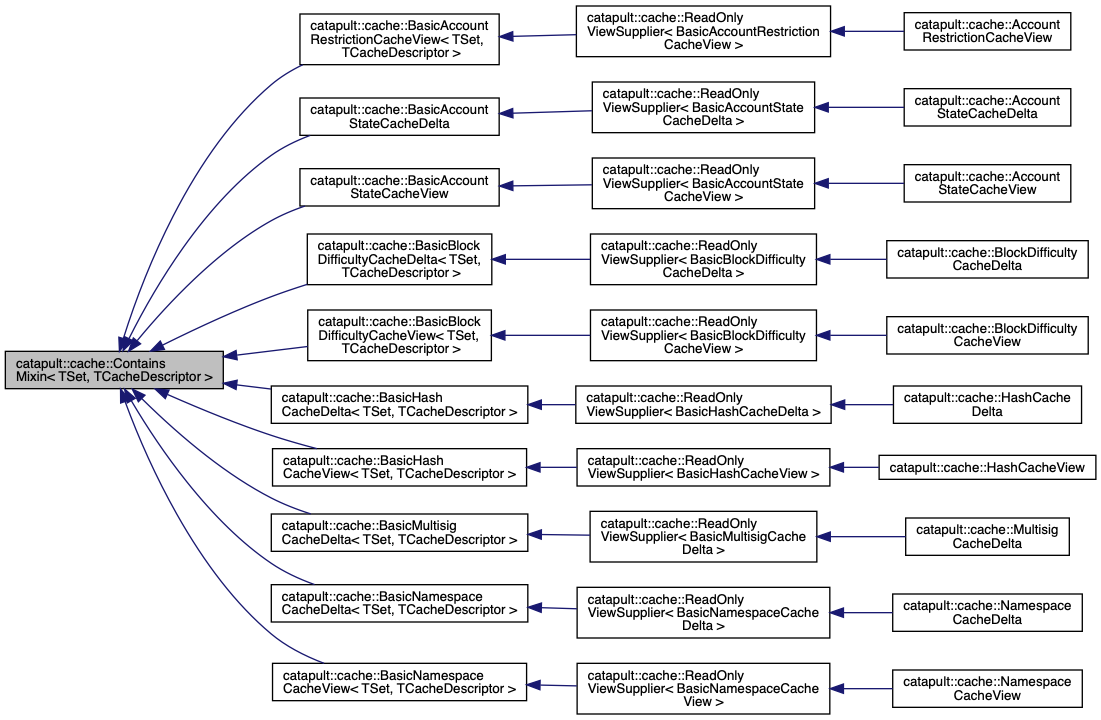 catapult::cache::BasicAccount
RestrictionCacheView< TSet,
TCacheDescriptor >
catapult::cache::ReadOnly
ViewSupplier< BasicAccountRestriction
CacheView >
catapult::cache::Account
RestrictionCacheView
catapult::cache::BasicAccount
StateCacheDelta
catapult::cache::ReadOnly
ViewSupplier< BasicAccountState
CacheDelta >
catapult::cache::Account
StateCacheDelta
catapult::cache::BasicAccount
StateCacheView
catapult::cache::ReadOnly
ViewSupplier< BasicAccountState
CacheView >
catapult::cache::Account
StateCacheView
catapult::cache::BasicBlock
DifficultyCacheDelta< TSet,
TCacheDescriptor >
catapult::cache::ReadOnly
ViewSupplier< BasicBlockDifficulty
CacheDelta >
catapult::cache::BlockDifficulty
CacheDelta
catapult::cache::BasicBlock
DifficultyCacheView< TSet,
TCacheDescriptor >
catapult::cache::ReadOnly
ViewSupplier< BasicBlockDifficulty
CacheView >
catapult::cache::BlockDifficulty
CacheView
catapult::cache::Contains
Mixin< TSet, TCacheDescriptor >
catapult::cache::BasicHash
CacheDelta< TSet, TCacheDescriptor >
catapult::cache::ReadOnly
ViewSupplier< BasicHashCacheDelta >
catapult::cache::HashCache
Delta
catapult::cache::BasicHash
CacheView< TSet, TCacheDescriptor >
catapult::cache::ReadOnly
ViewSupplier< BasicHashCacheView >
catapult::cache::HashCacheView
catapult::cache::BasicMultisig
CacheDelta< TSet, TCacheDescriptor >
catapult::cache::ReadOnly
ViewSupplier< BasicMultisigCache
Delta >
catapult::cache::Multisig
CacheDelta
catapult::cache::BasicNamespace
CacheDelta< TSet, TCacheDescriptor >
catapult::cache::ReadOnly
ViewSupplier< BasicNamespaceCache
Delta >
catapult::cache::Namespace
CacheDelta
catapult::cache::BasicNamespace
CacheView< TSet, TCacheDescriptor >
catapult::cache::ReadOnly
ViewSupplier< BasicNamespaceCache
View >
catapult::cache::Namespace
CacheView